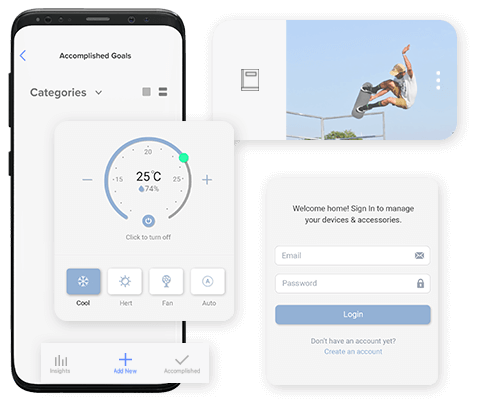 Accomplished Goals
Categories
20
-15
25-
25℃
74%
Click to turn off
Cool
Hert
Fan
A
Auto
Insights
Add New
Accomplished
Welcome home! Sign In to manage
your devices & accessories.
Email
Password
Login
Don't have an account yet?
Create an account